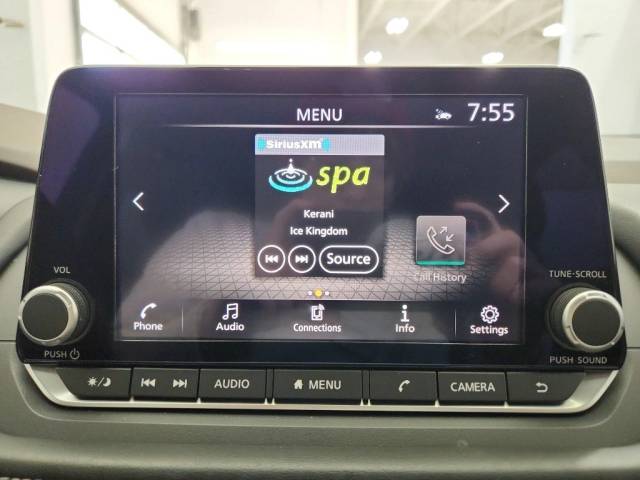 MENU 7:55
SiriusXM
spa
Kerani
Ice Kingdom
Source
Call History
VOL
TUNE·SCROLL
Phone Audio Connections Info Settings
PUSH
PUSH SOUND
AUDIO MENU CAMERA